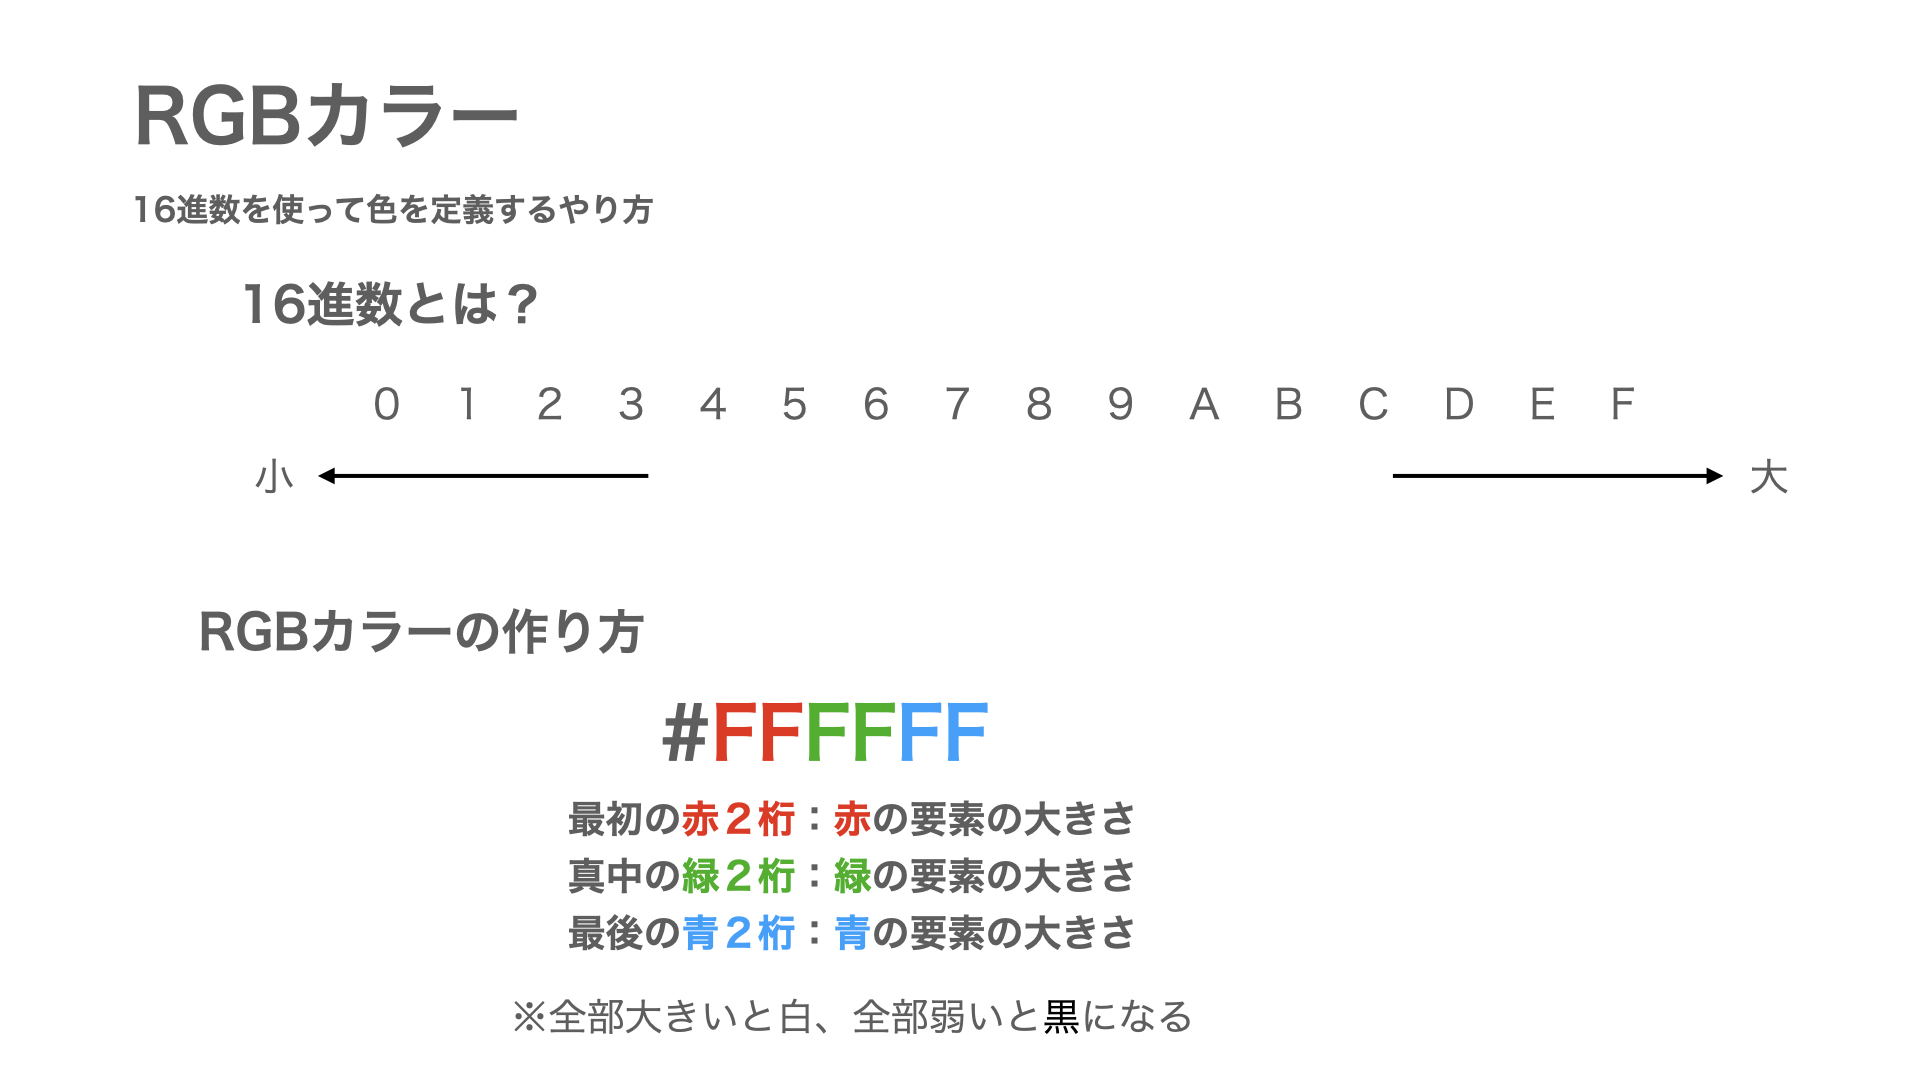 RGBカラー
16進数を使って色を定義するやり方
16進数とは？
0 1 2 3 4 5 6 7 8 9 A B C D E F
小 大
RGBカラーの作り方
#FFFFFF
最初の赤２桁：赤の要素の大きさ
真中の緑２桁：緑の要素の大きさ
最後の青２桁：青の要素の大きさ
※全部大きいと白、全部弱いと黒になる